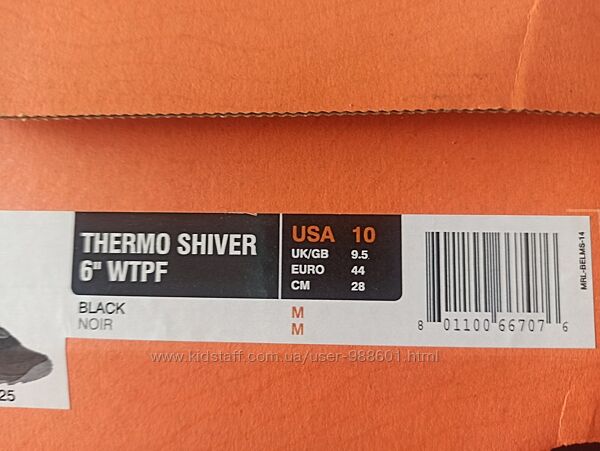 THERMO SHIVER
6" WTPF
USA 10
UK/GB 9.5
EURO 44
CM 28
BLACK M
NOIR M
8 01100 66707 6
MRL-BELMS-14
25
www.kidstaff.com.ua/user-988601.html